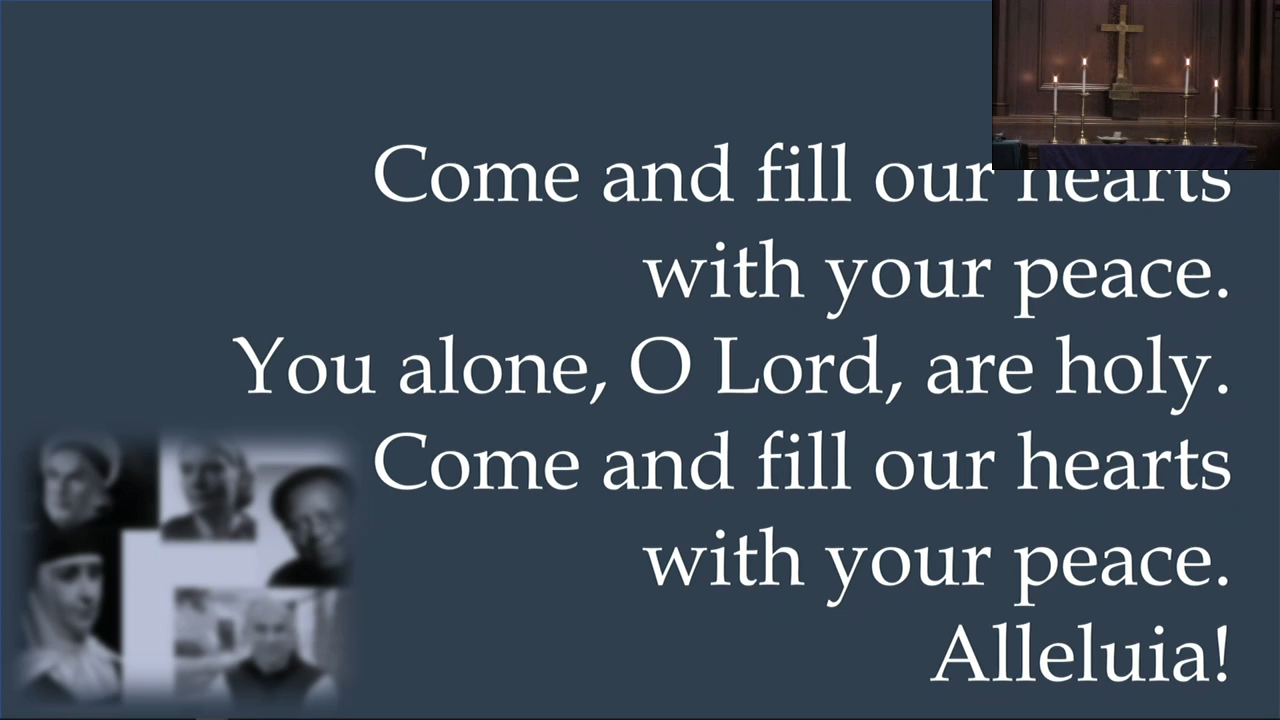 Come and fill our hearts
with your peace.
You alone, O Lord, are holy.
Come and fill our hearts
with your peace.
Alleluia!